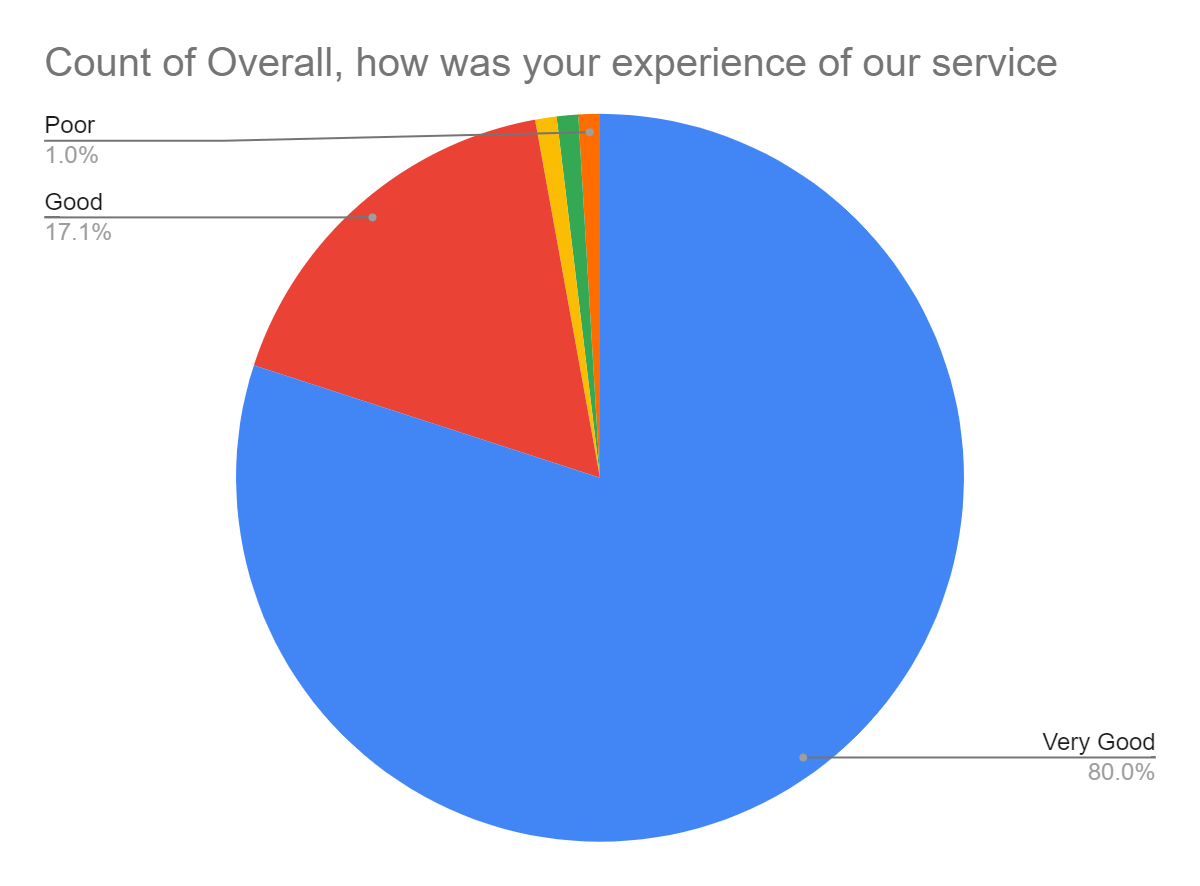 Count of Overall, how was your experience of our service
Poor
1.0%
Good
17.1%
Very Good
80.0%